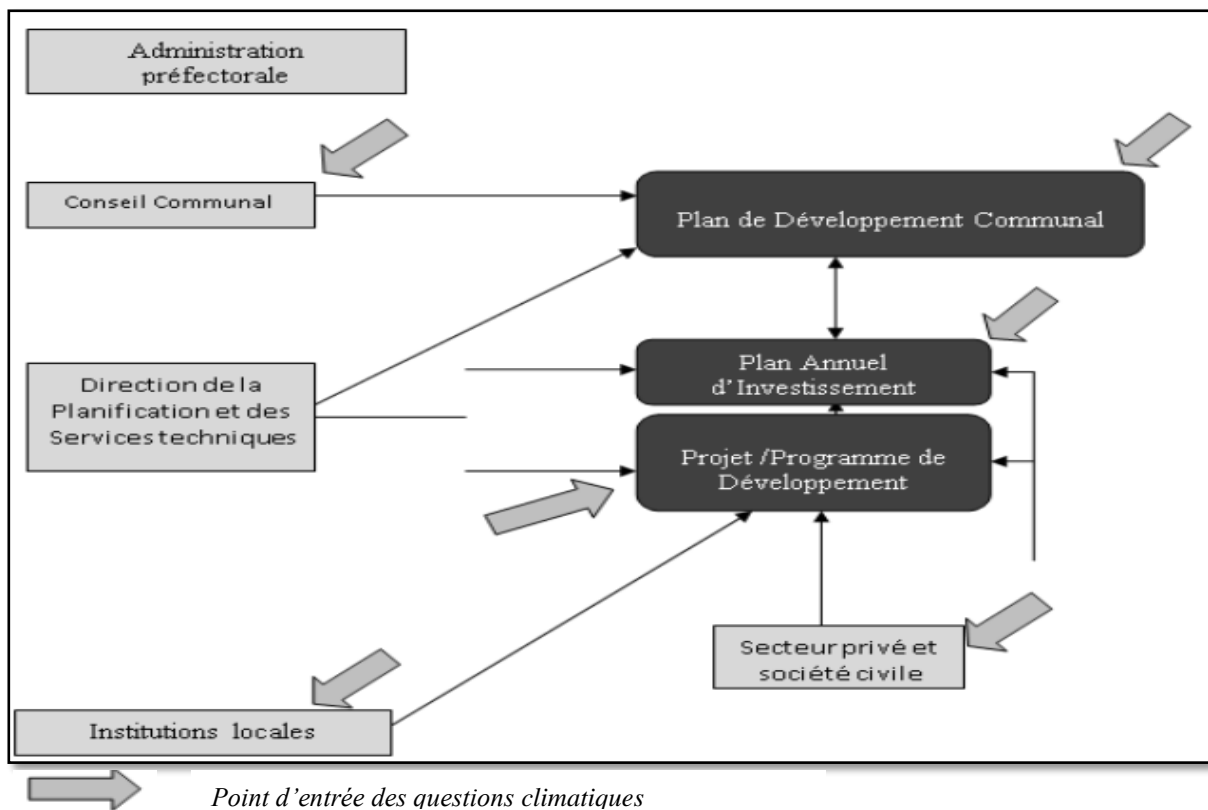 Administration
préfectorale
Conseil Communal
Plan de Développement Communal
Direction de la
Planification et des
Services techniques
Plan Annuel
d'Investissement
Projet /Programme de
Développement
Secteur privé et
société civile
Institutions locales
Point d'entrée des questions climatiques